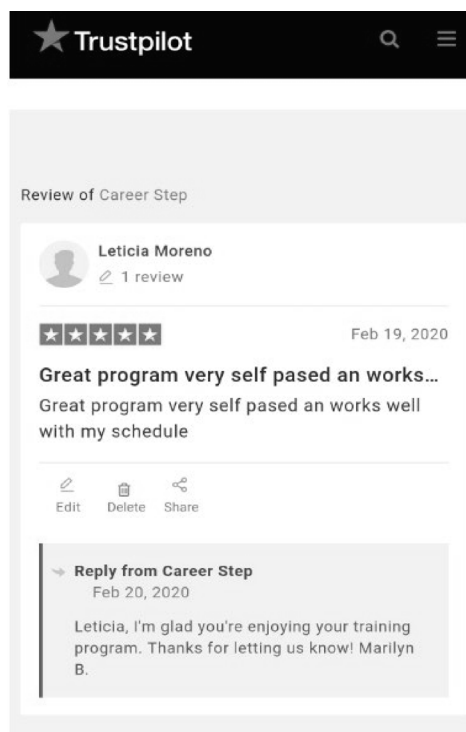 Trustpilot
Review of Career Step
Leticia Moreno
1 review
Feb 19, 2020
Great program very self pased an works...
Great program very self pased an works well
with my schedule
Edit Delete Share
Reply from Career Step
Feb 20, 2020
Leticia, I'm glad you're enjoying your training
program. Thanks for letting us know! Marilyn
B.